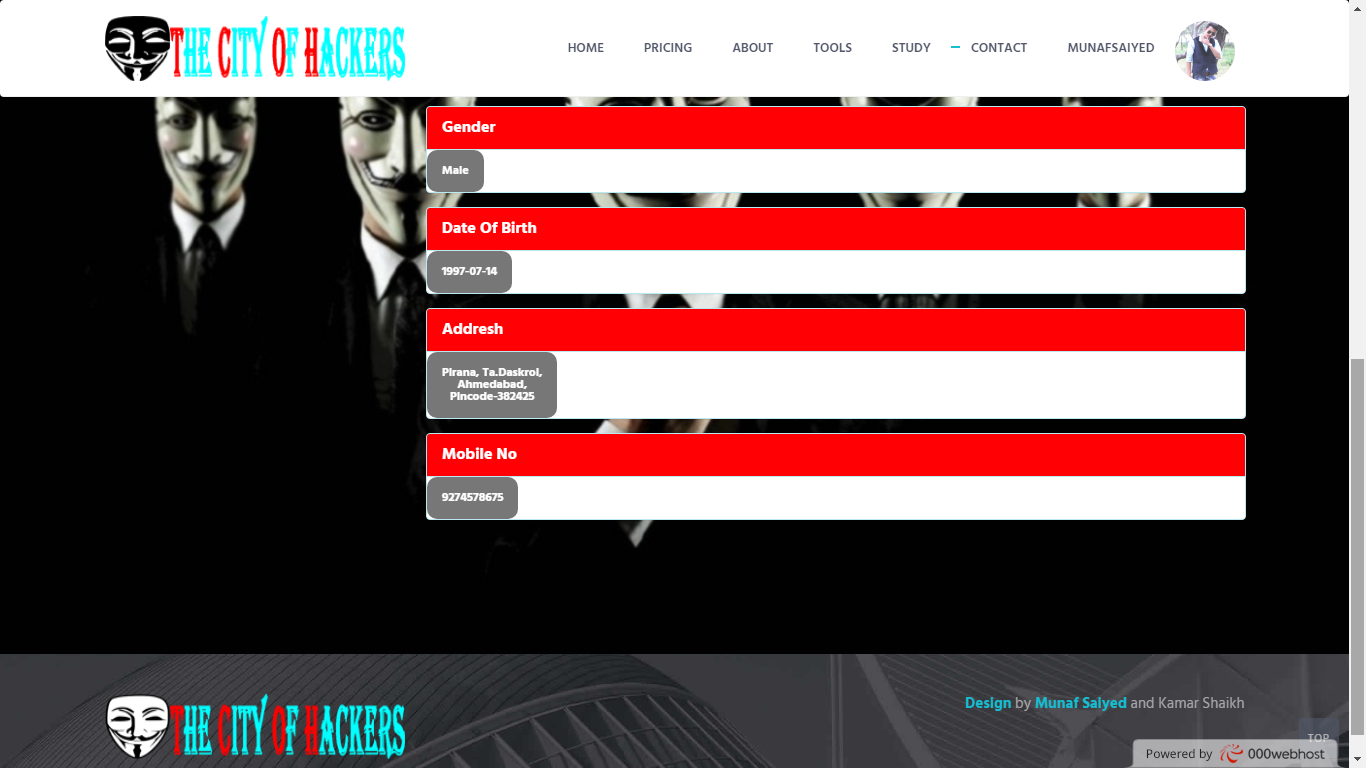 THE CITY OF HACKERS
HOME PRICING ABOUT TOOLS STUDY CONTACT MUNAFSAIYED
Gender
Male
Date Of Birth
1997-07-14
Addresh
Pirana, Ta.Daskroi,
Ahmedabad,
Pincode-382425
Mobile No
9274578675
THE CITY OF HACKERS
Design by Munaf Saiyed and Kamar Shaikh
TOP
Powered by 000webhost